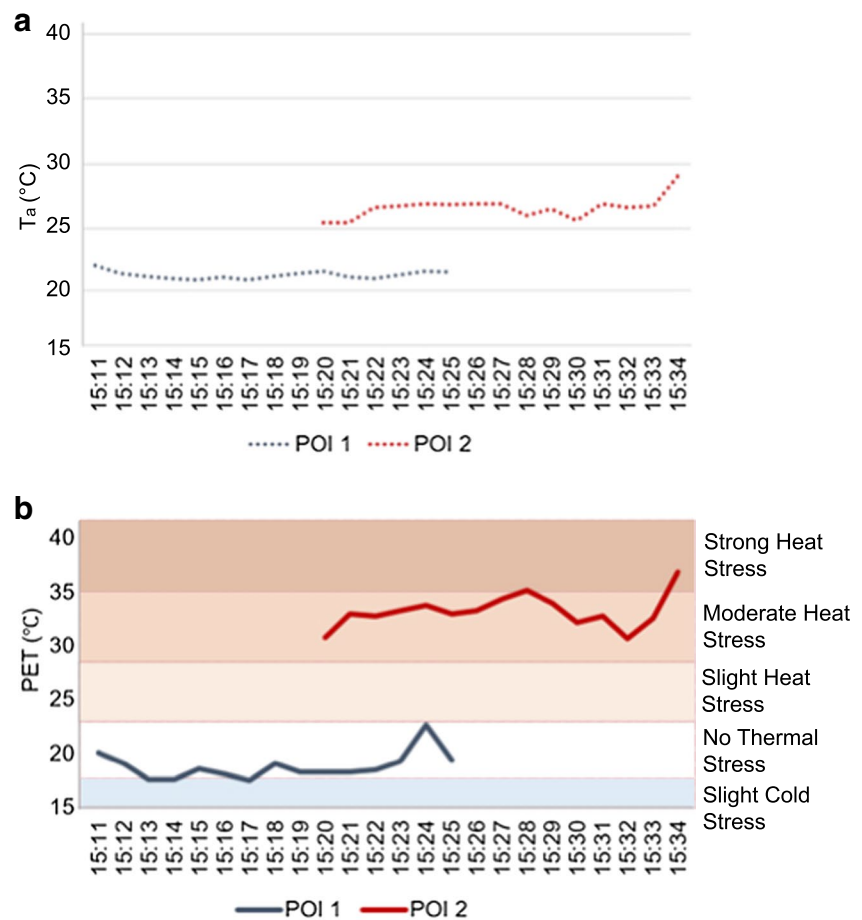 a
40
35
30
25
20
15
Ta (°C)
15:11 15:12 15:13 15:14 15:15 15:16 15:17 15:18 15:19 15:20 15:21 15:22 15:23 15:24 15:25 15:26 15:27 15:28 15:29 15:30 15:31 15:32 15:33 15:34
POI 1 POI 2
b
40
35
30
25
20
15
PET (°C)
Strong Heat
Stress
Moderate Heat
Stress
Slight Heat
Stress
No Thermal
Stress
Slight Cold
Stress
15:11 15:12 15:13 15:14 15:15 15:16 15:17 15:18 15:19 15:20 15:21 15:22 15:23 15:24 15:25 15:26 15:27 15:28 15:29 15:30 15:31 15:32 15:33 15:34
POI 1 POI 2